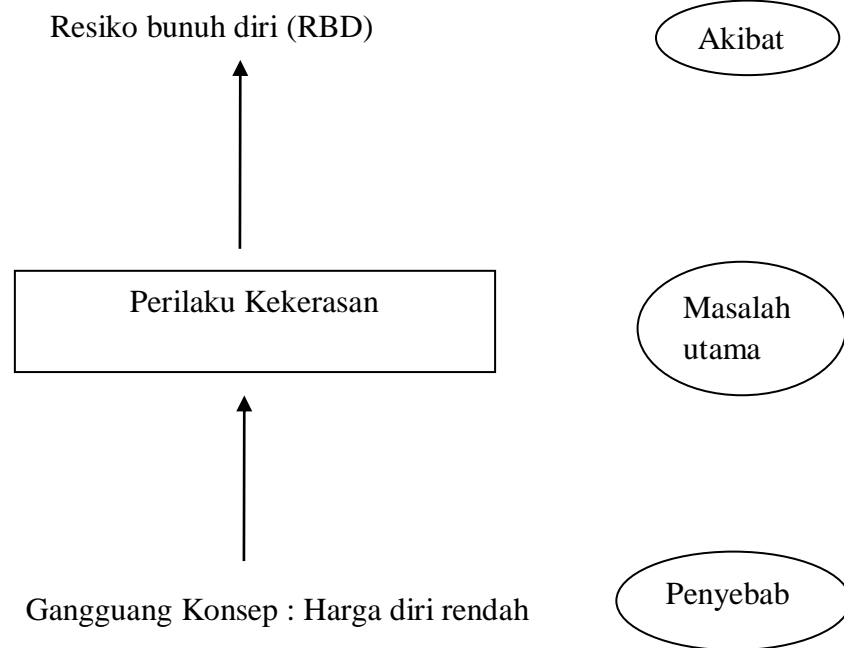 Resiko bunuh diri (RBD)
Akibat
Perilaku Kekerasan
Masalah
utama
Gangguang Konsep : Harga diri rendah
Penyebab